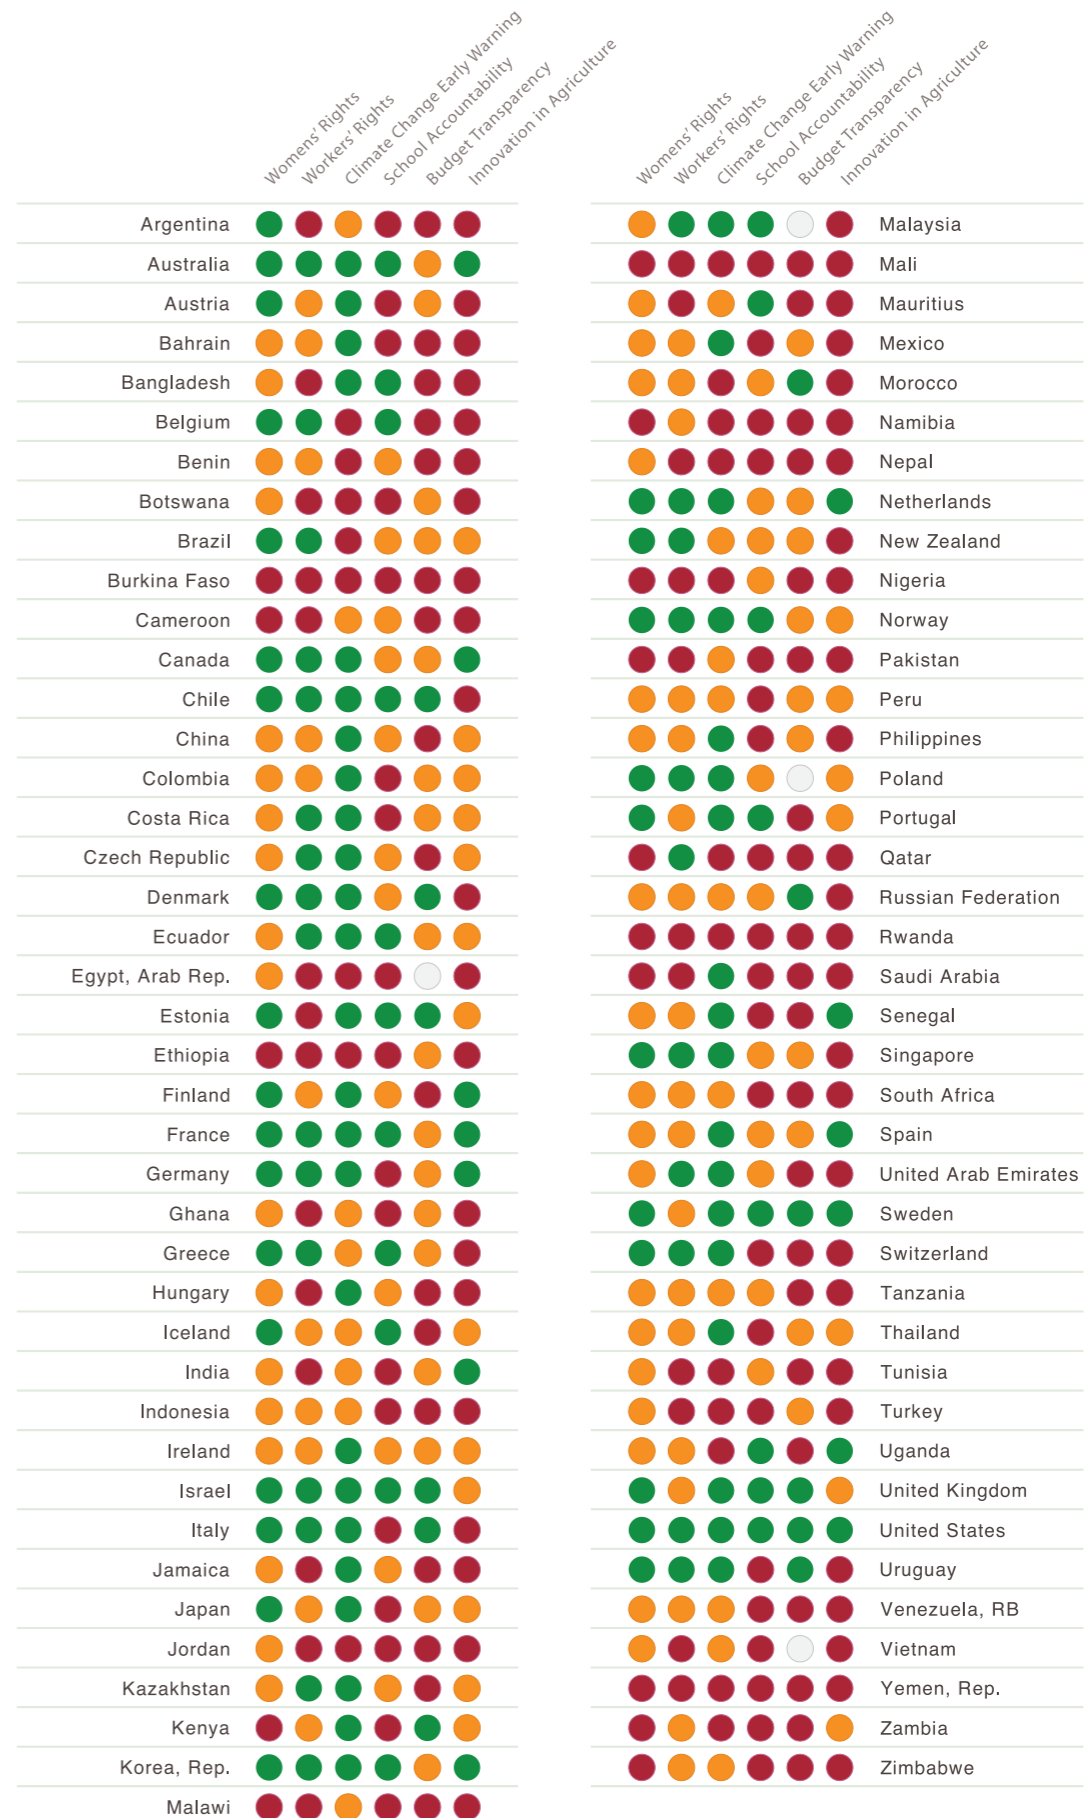 Womens' Rights
Workers' Rights
Climate Change Early Warning
School Accountability
Budget Transparency
Innovation in Agriculture
Argentina
Australia
Austria
Bahrain
Bangladesh
Belgium
Benin
Botswana
Brazil
Burkina Faso
Cameroon
Canada
Chile
China
Colombia
Costa Rica
Czech Republic
Denmark
Ecuador
Egypt, Arab Rep.
Estonia
Ethiopia
Finland
France
Germany
Ghana
Greece
Hungary
Iceland
India
Indonesia
Ireland
Israel
Italy
Jamaica
Japan
Jordan
Kazakhstan
Kenya
Korea, Rep.
Malawi
Womens' Rights
Workers' Rights
Climate Change Early Warning
School Accountability
Budget Transparency
Innovation in Agriculture
Malaysia
Mali
Mauritius
Mexico
Morocco
Namibia
Nepal
Netherlands
New Zealand
Nigeria
Norway
Pakistan
Peru
Philippines
Poland
Portugal
Qatar
Russian Federation
Rwanda
Saudi Arabia
Senegal
Singapore
South Africa
Spain
United Arab Emirates
Sweden
Switzerland
Tanzania
Thailand
Tunisia
Turkey
Uganda
United Kingdom
United States
Uruguay
Venezuela, RB
Vietnam
Yemen, Rep.
Zambia
Zimbabwe